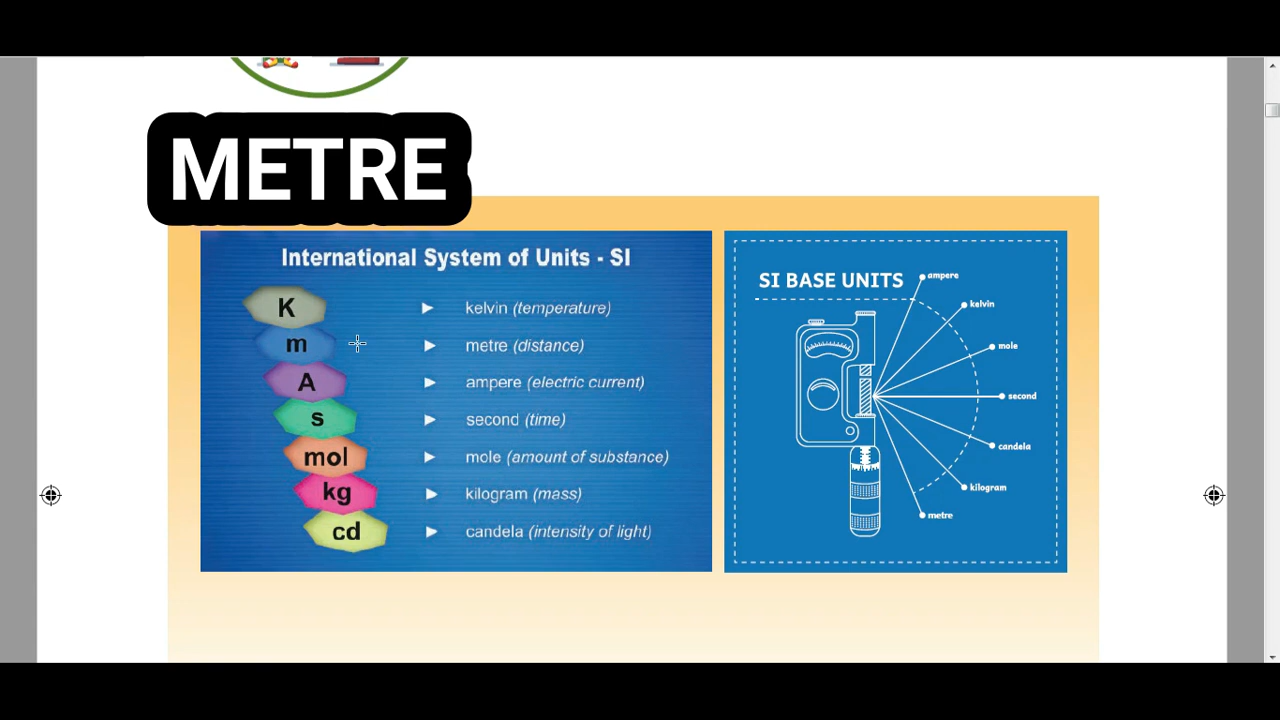 METRE
International System of Units - SI
K kelvin (temperature)
m metre (distance)
A ampere (electric current)
s second (time)
mol mole (amount of substance)
kg kilogram (mass)
cd candela (intensity of light)
SI BASE UNITS
ampere
kelvin
mole
second
candela
kilogram
metre